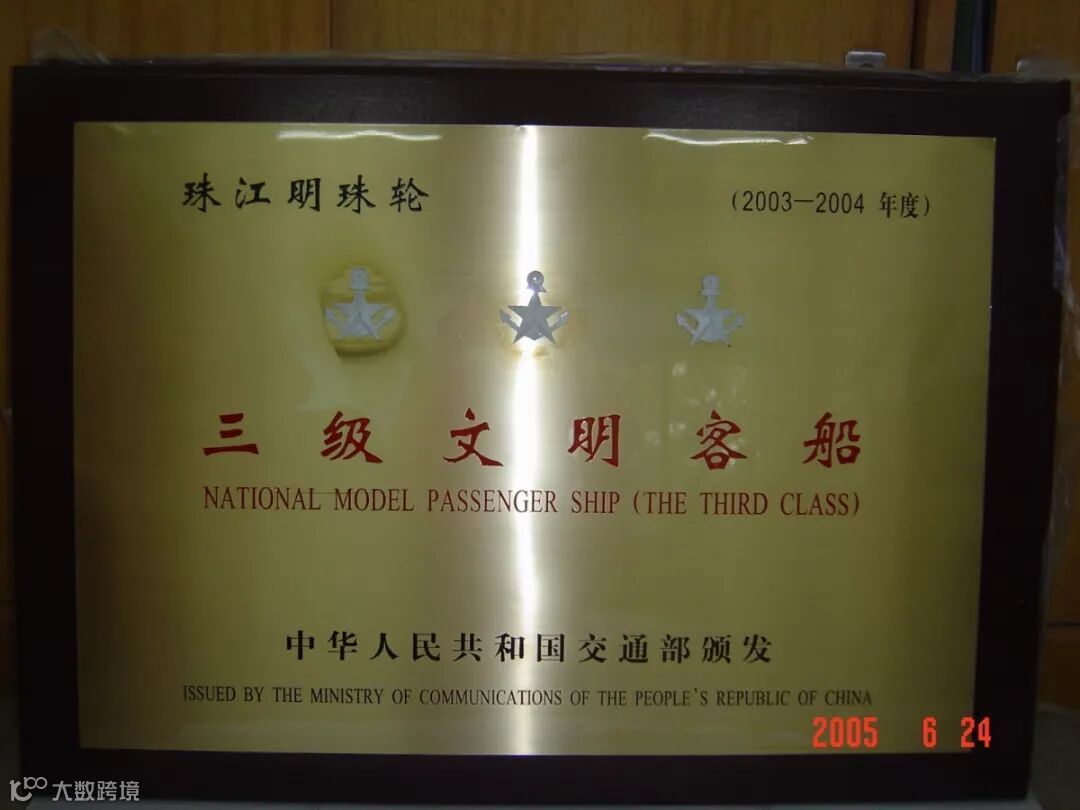 珠江明珠轮
(2003—2004 年度)
三级文明客船
NATIONAL MODEL PASSENGER SHIP (THE THIRD CLASS)
中华人民共和国交通部颁发
ISSUED BY THE MINISTRY OF COMMUNICATIONS OF THE PEOPLE'S REPUBLIC OF CHINA
2005 6 24
大数跨境